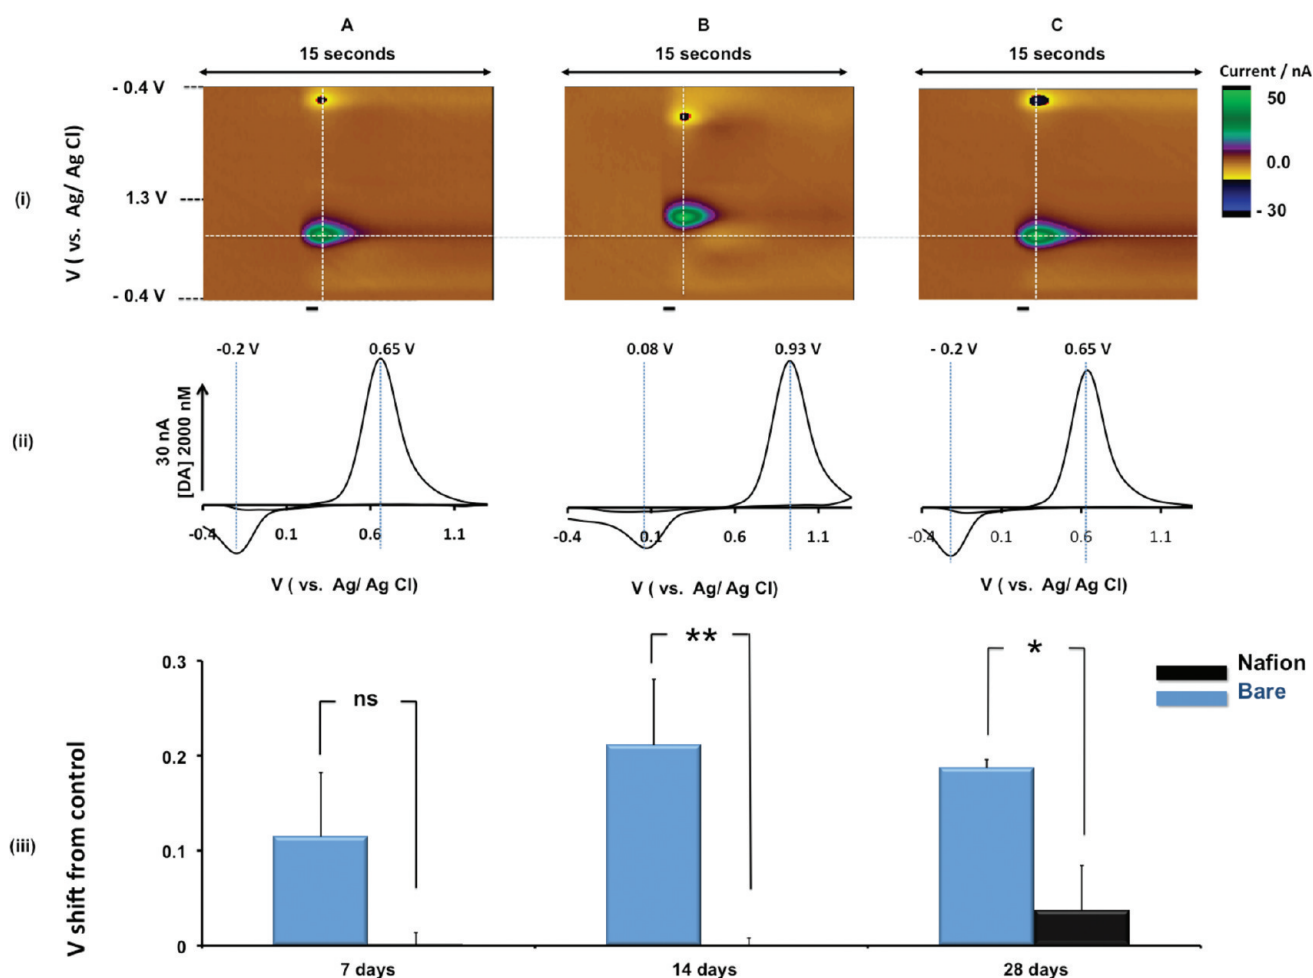 A B C
15 seconds 15 seconds 15 seconds
Current / nA
- 0.4 V
50
(i)
V ( vs. Ag/ Ag Cl)
0.0
1.3 V
- 30
- 0.4 V
-0.2 V 0.65 V 0.08 V 0.93 V - 0.2 V 0.65 V
(ii)
30 nA
[DA] 2000 nM
-0.4 0.1 0.6 1.1 -0.4 0.1 0.6 1.1 -0.4 0.1 0.6 1.1
V ( vs. Ag/ Ag Cl) V ( vs. Ag/ Ag Cl) V ( vs. Ag/ Ag Cl)
(iii)
V shift from control
0.3
0.2
0.1
0
ns ** *
Nafion
Bare
7 days 14 days 28 days